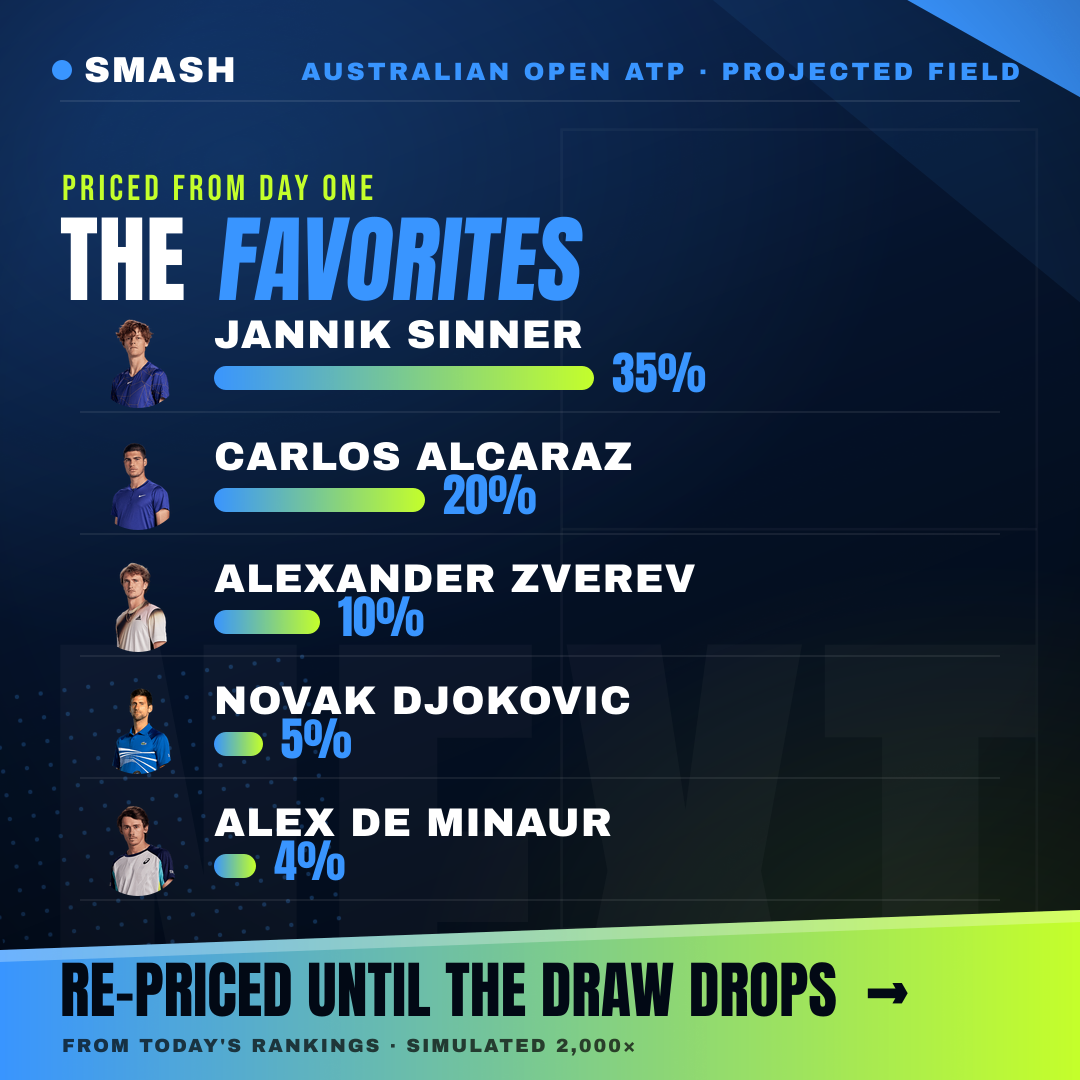 SMASH
AUSTRALIAN OPEN ATP · PROJECTED FIELD
PRICED FROM DAY ONE
THE FAVORITES
JANNIK SINNER
35%
CARLOS ALCARAZ
20%
ALEXANDER ZVEREV
10%
NOVAK DJOKOVIC
5%
ALEX DE MINAUR
4%
NEXT
RE-PRICED UNTIL THE DRAW DROPS →
FROM TODAY'S RANKINGS · SIMULATED 2,000×